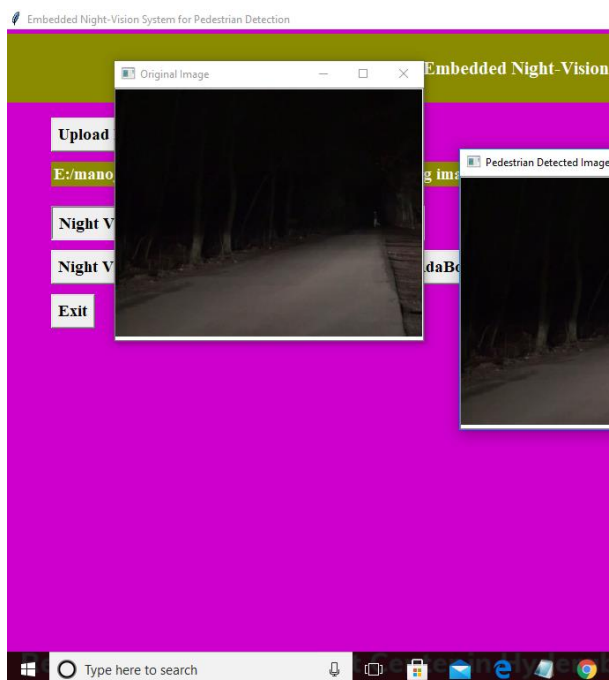 Embedded Night-Vision System for Pedestrian Detection
Embedded Night-Vision
Original Image
Upload
Pedestrian Detected Image
E:/mano
g ima
Night V
Night V
daBo
Exit
Type here to search